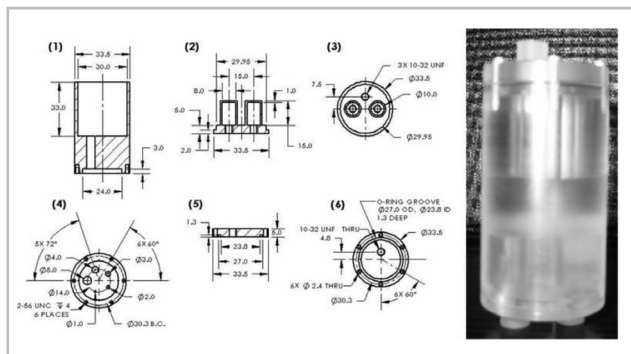 (1)
33.5
30.0
33.0
3.0
24.0
(2)
29.95
15.0
8.0
1.0
5.0
2.0
33.5
15.0
(3)
3X 10-32 UNF
7.5
Ø33.5
Ø10.0
Ø29.95
(4)
5X 72°
6X 60°
Ø4.0
Ø3.0
Ø5.0
Ø14.0
Ø2.0
2-56 UNC ↧ 4
6 PLACES
Ø1.0
Ø30.3 B.C.
(5)
1.3
5.0
23.8
27.0
33.5
(6)
O-RING GROOVE
Ø27.0 OD, Ø23.8 ID
1.3 DEEP
10-32 UNF THRU
4.8
Ø33.5
6X Ø 2.4 THRU
Ø30.3
6X 60°